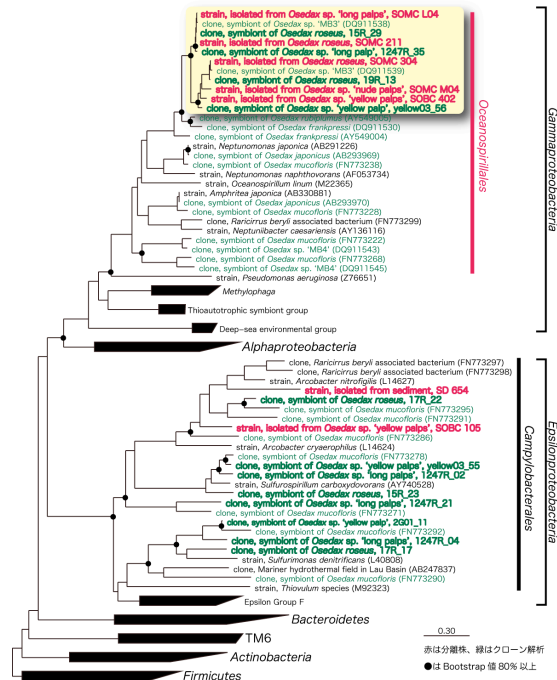 strain, isolated from Osedax sp. 'long palps', SOMC L04
clone, symbiont of Osedax sp. 'MB3' (DQ911538)
clone, symbiont of Osedax roseus, 15R_29
strain, isolated from Osedax roseus, SOMC 211
clone, symbiont of Osedax sp. 'long palp', 1247R_35
strain, isolated from Osedax roseus, SOMC 304
clone, symbiont of Osedax sp. 'MB3' (DQ911539)
clone, symbiont of Osedax roseus, 19R_13
strain, isolated from Osedax sp. 'nude palps', SOMC M04
strain, isolated from Osedax sp. 'yellow palps', SOBC 402
clone, symbiont of Osedax sp. 'yellow palp', yellow03_56
clone, symbiont of Osedax rubiplumus (AY549005)
clone, symbiont of Osedax frankpressi (DQ911530)
clone, symbiont of Osedax frankpressi (AY549004)
strain, Neptunomonas japonica (AB291226)
clone, symbiont of Osedax japonicus (AB293969)
clone, symbiont of Osedax mucofloris (FN773238)
strain, Neptunomonas naphthovorans (AF053734)
strain, Oceanospirillum linum (M22365)
strain, Amphritea japonica (AB330881)
clone, symbiont of Osedax japonicus (AB293970)
clone, symbiont of Osedax mucofloris (FN773228)
clone, Raricirrus beryli associated bacterium (FN773299)
strain, Neptuniibacter caesariensis (AY136116)
clone, symbiont of Osedax mucofloris (FN773222)
clone, symbiont of Osedax sp. 'MB4' (DQ911543)
clone, symbiont of Osedax mucofloris (FN773268)
clone, symbiont of Osedax sp. 'MB4' (DQ911545)
strain, Pseudomonas aeruginosa (Z76651)
Methylophaga
Thioautotrophic symbiont group
Deep-sea environmental group
Oceanospirillales
Gammaproteobacteria
Alphaproteobacteria
clone, Raricirrus beryli associated bacterium (FN773297)
clone, Raricirrus beryli associated bacterium (FN773298)
strain, Arcobacter nitrofigilis (L14627)
strain, isolated from sediment, SD 654
clone, symbiont of Osedax roseus, 17R_22
clone, symbiont of Osedax mucofloris (FN773295)
clone, symbiont of Osedax mucofloris (FN773291)
strain, isolated from Osedax sp. 'yellow palps', SOBC 105
clone, symbiont of Osedax mucofloris (FN773286)
strain, Arcobacter cryaerophilus (L14624)
clone, symbiont of Osedax mucofloris (FN773278)
clone, symbiont of Osedax sp. 'yellow palps', yellow03_55
clone, symbiont of Osedax sp. 'long palps', 1247R_02
strain, Sulfurospirillum carboxydovorans (AY740528)
clone, symbiont of Osedax roseus, 15R_23
clone, symbiont of Osedax sp. 'long palps', 1247R_21
clone, symbiont of Osedax mucofloris (FN773271)
clone, symbiont of Osedax sp. 'yellow palp', 2G01_11
clone, symbiont of Osedax mucofloris (FN773292)
clone, symbiont of Osedax sp. 'long palps', 1247R_04
clone, symbiont of Osedax roseus, 17R_17
strain, Sulfurimonas denitrificans (L40808)
clone, Mariner hydrothermal field in Lau Basin (AB247837)
clone, symbiont of Osedax mucofloris (FN773290)
strain, Thiovulum species (M92323)
Epsilon Group F
Campylobacterales
Epsilonproteobacteria
Bacteroidetes
TM6
Actinobacteria
Firmicutes
0.30
赤は分離株、緑はクローン解析
●は Bootstrap 値 80% 以上